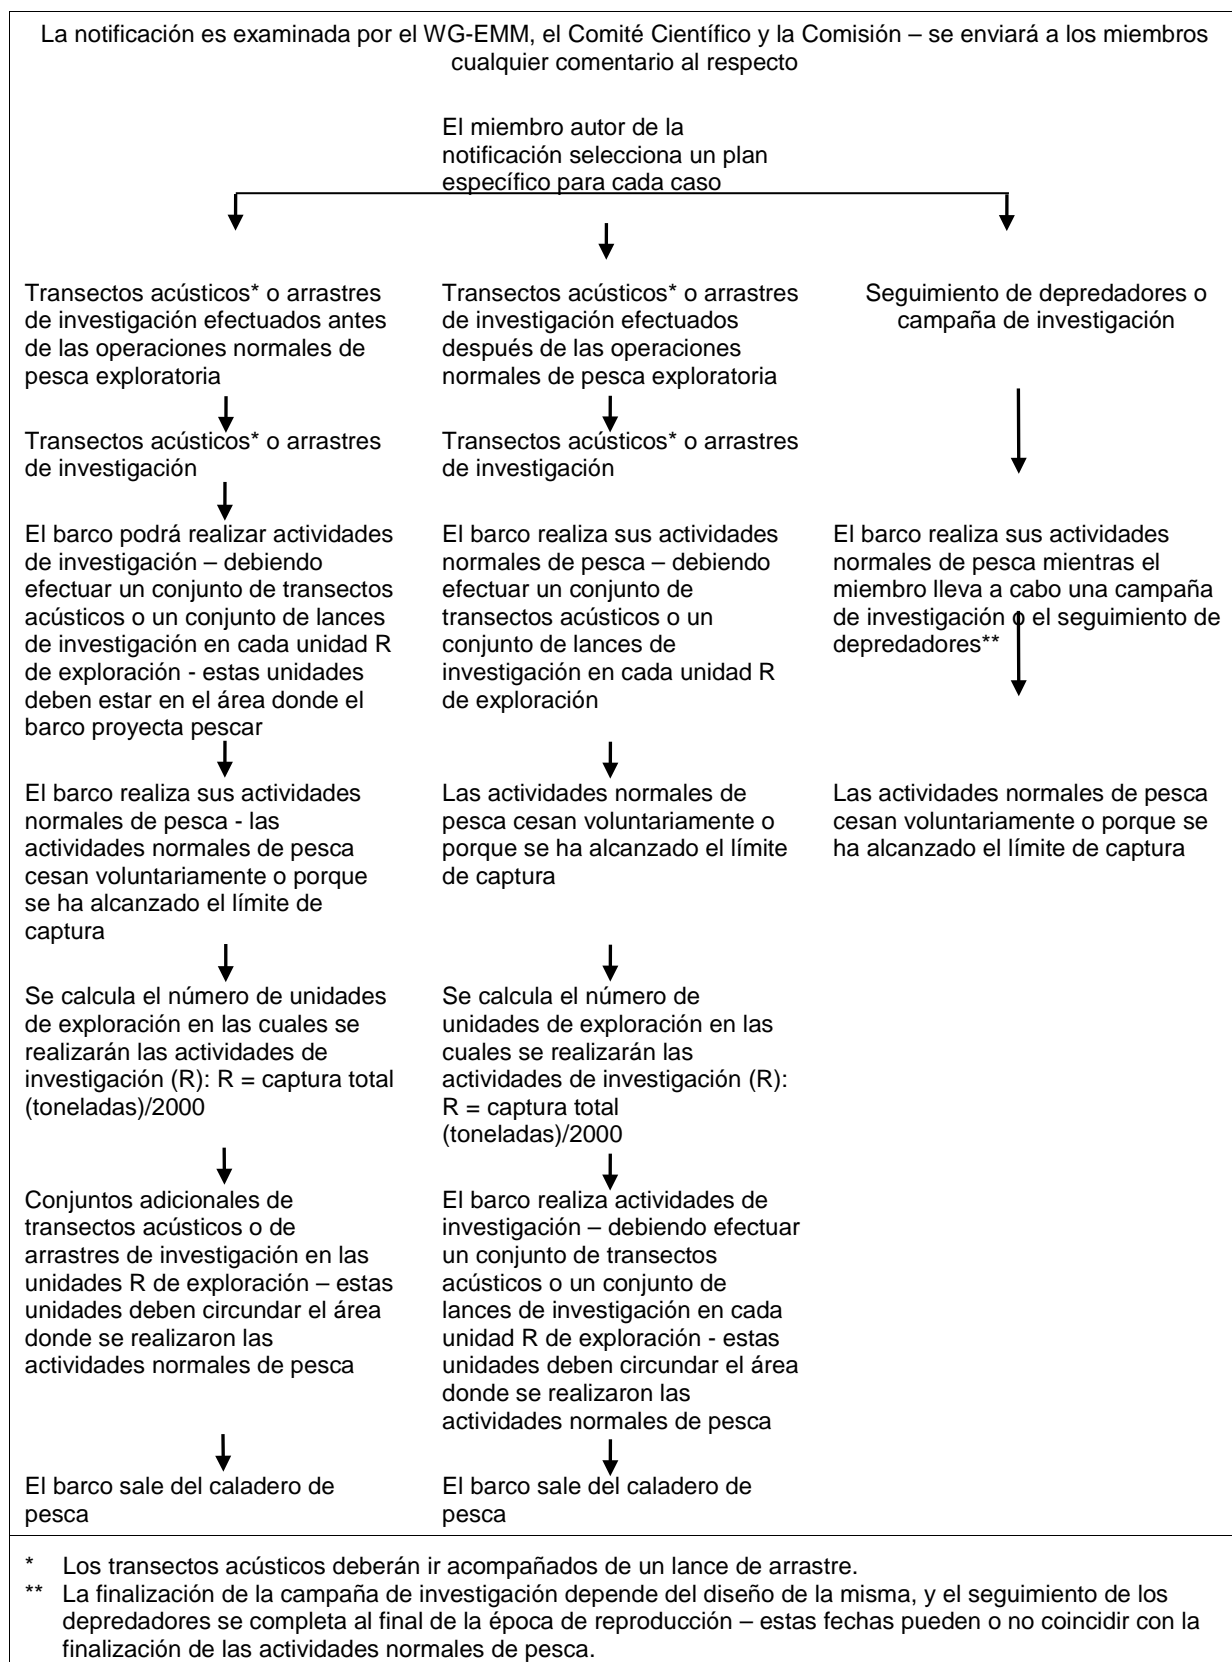 La notificación es examinada por el WG-EMM, el Comité Científico y la Comisión – se enviará a los miembros
cualquier comentario al respecto
El miembro autor de la
notificación selecciona un plan
específico para cada caso
Transectos acústicos* o arrastres
de investigación efectuados antes
de las operaciones normales de
pesca exploratoria
Transectos acústicos* o arrastres
de investigación
El barco podrá realizar actividades
de investigación – debiendo
efectuar un conjunto de transectos
acústicos o un conjunto de lances
de investigación en cada unidad R
de exploración - estas unidades
deben estar en el área donde el
barco proyecta pescar
El barco realiza sus actividades
normales de pesca - las
actividades normales de pesca
cesan voluntariamente o porque
se ha alcanzado el límite de
captura
Se calcula el número de unidades
de exploración en las cuales se
realizarán las actividades de
investigación (R): R = captura total
(toneladas)/2000
Conjuntos adicionales de
transectos acústicos o de
arrastres de investigación en las
unidades R de exploración – estas
unidades deben circundar el área
donde se realizaron las
actividades normales de pesca
El barco sale del caladero de
pesca
Transectos acústicos* o arrastres
de investigación efectuados
después de las operaciones
normales de pesca exploratoria
Transectos acústicos* o arrastres
de investigación
El barco realiza sus actividades
normales de pesca – debiendo
efectuar un conjunto de
transectos acústicos o un
conjunto de lances de
investigación en cada unidad R
de exploración
Las actividades normales de
pesca cesan voluntariamente o
porque se ha alcanzado el límite
de captura
Se calcula el número de
unidades de exploración en las
cuales se realizarán las
actividades de investigación (R):
R = captura total
(toneladas)/2000
El barco realiza actividades de
investigación – debiendo efectuar
un conjunto de transectos
acústicos o un conjunto de
lances de investigación en cada
unidad R de exploración - estas
unidades deben circundar el área
donde se realizaron las
actividades normales de pesca
El barco sale del caladero de
pesca
Seguimiento de depredadores o
campaña de investigación
El barco realiza sus actividades
normales de pesca mientras el
miembro lleva a cabo una campaña
de investigación o el seguimiento de
depredadores**
Las actividades normales de pesca
cesan voluntariamente o porque se
ha alcanzado el límite de captura
* Los transectos acústicos deberán ir acompañados de un lance de arrastre.
** La finalización de la campaña de investigación depende del diseño de la misma, y el seguimiento de los
depredadores se completa al final de la época de reproducción – estas fechas pueden o no coincidir con la
finalización de las actividades normales de pesca.